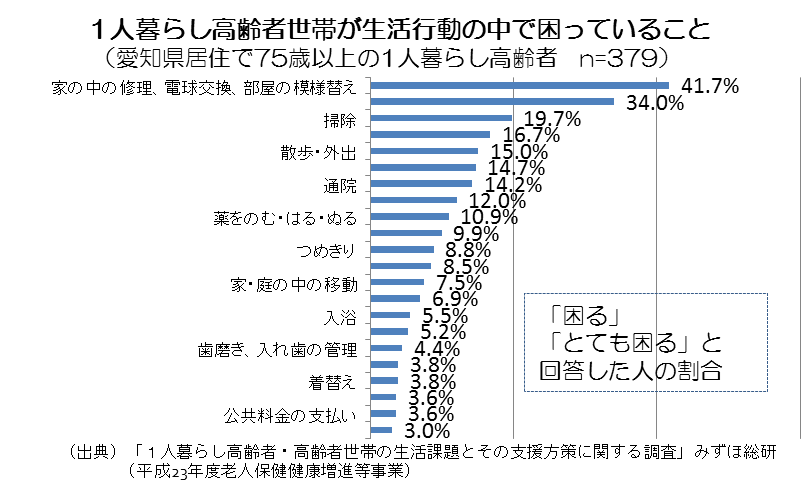 １人暮らし高齢者世帯が生活行動の中で困っていること
（愛知県居住で75歳以上の1人暮らし高齢者　n=379）
家の中の修理、電球交換、部屋の模様替え 41.7%
34.0%
掃除 19.7%
16.7%
散歩・外出 15.0%
14.7%
通院 14.2%
12.0%
薬をのむ・はる・ぬる 10.9%
9.9%
つめきり 8.8%
8.5%
家・庭の中の移動 7.5%
6.9%
入浴 5.5%
5.2%
歯磨き、入れ歯の管理 4.4%
3.8%
着替え 3.8%
3.6%
公共料金の支払い 3.6%
3.0%
「困る」
「とても困る」と
回答した人の割合
（出典）「１人暮らし高齢者・高齢者世帯の生活課題とその支援方策に関する調査」みずほ総研
（平成23年度老人保健健康増進等事業）